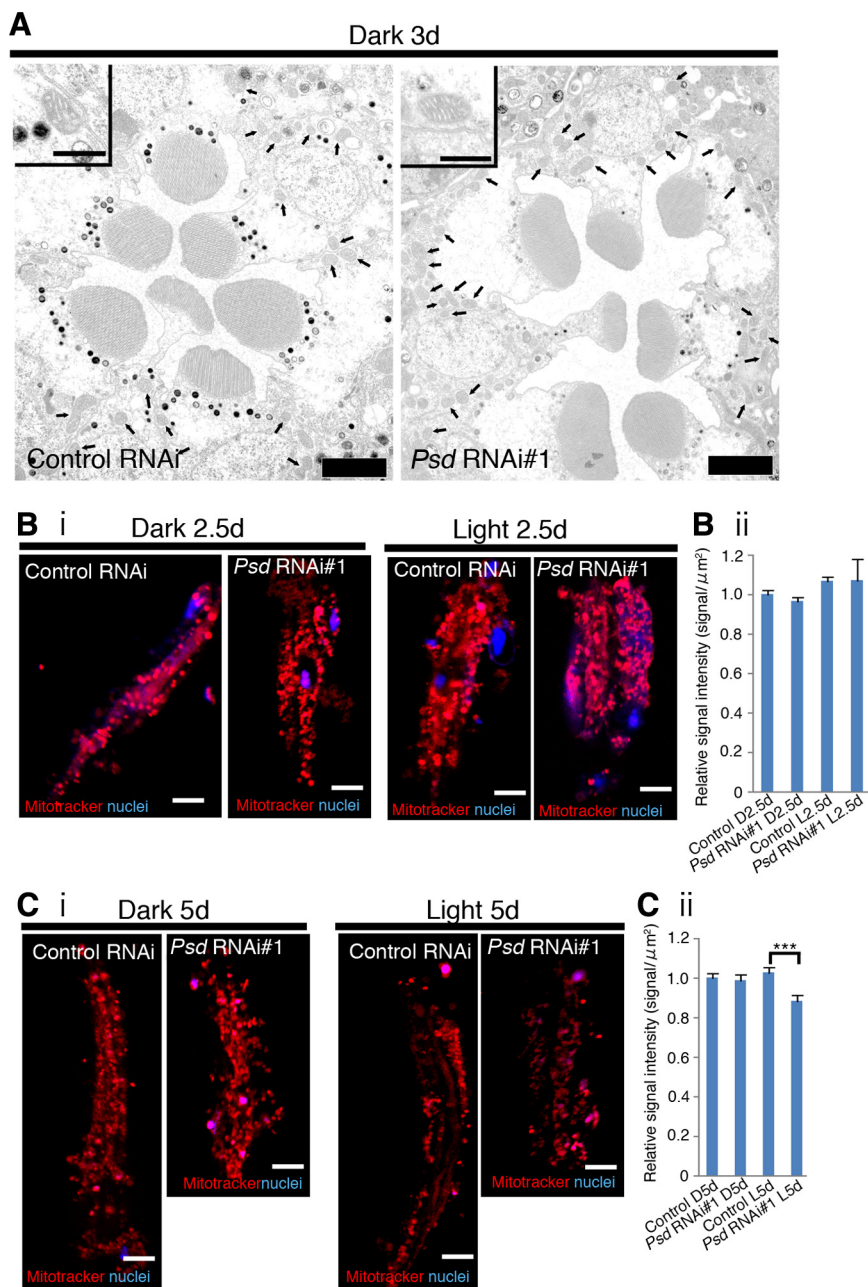 A
Dark 3d
Control RNAi
Psd RNAi#1
B i
Dark 2.5d
Light 2.5d
Control RNAi
Psd RNAi#1
Control RNAi
Psd RNAi#1
Mitotracker nuclei
Mitotracker nuclei
Mitotracker nuclei
Mitotracker nuclei
B ii
Relative signal intensity (signal/μm²)
1.2
1.0
0.8
0.6
0.4
0.2
0
Control D2.5d
Psd RNAi#1 D2.5d
Control L2.5d
Psd RNAi#1 L2.5d
C i
Dark 5d
Light 5d
Control RNAi
Psd RNAi#1
Control RNAi
Psd RNAi#1
Mitotracker nuclei
Mitotrackernuclei
Mitotracker nuclei
Mitotracker nuclei
C ii
Relative signal intensity (signal/μm²)
1.2
1.0
0.8
0.6
0.4
0.2
0
***
Control D5d
Psd RNAi#1 D5d
Control L5d
Psd RNAi#1 L5d